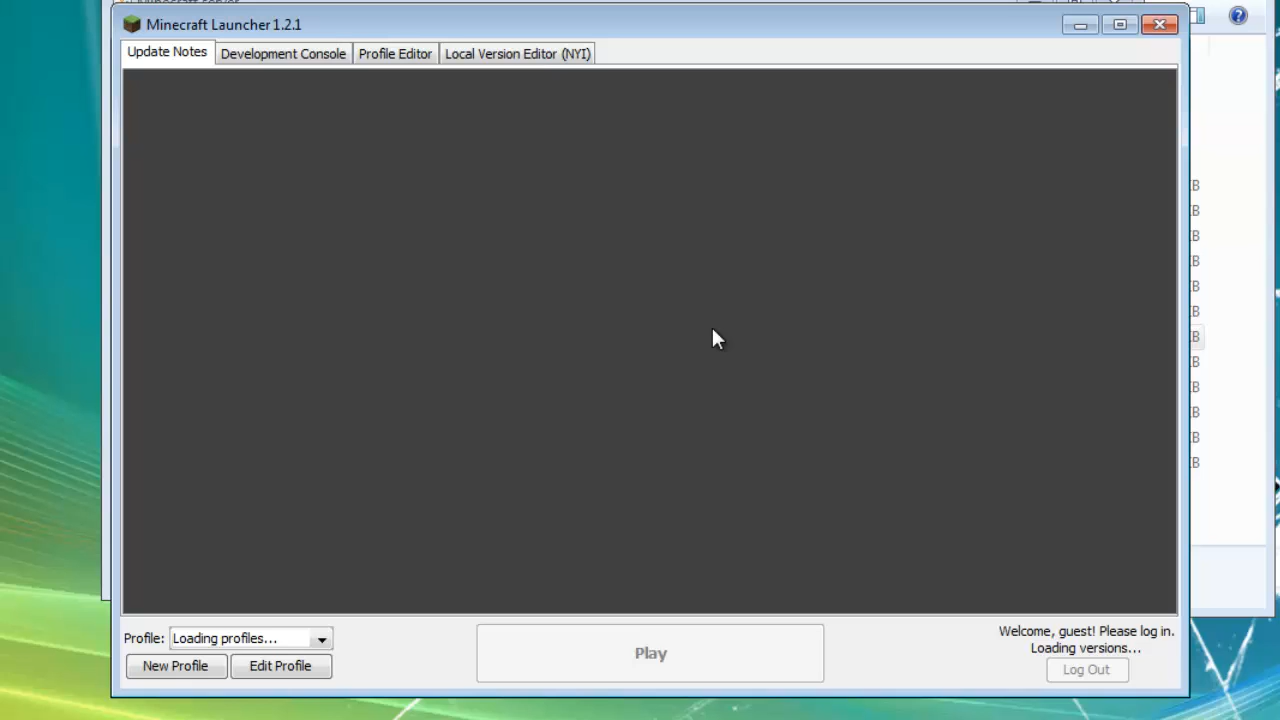 Minecraft Launcher 1.2.1
Update Notes
Development Console
Profile Editor
Local Version Editor (NYI)
Profile:
Loading profiles...
New Profile
Edit Profile
Play
Welcome, guest! Please log in.
Loading versions...
Log Out